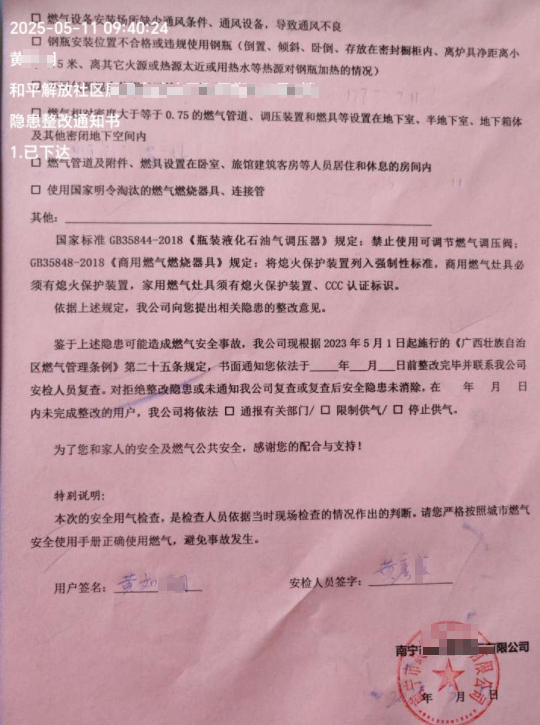 □ 燃气设备安装场所缺少通风条件、通风设备，导致通风不良
2025-05-11 09:40:24
□ 钢瓶安装位置不合格或违规使用钢瓶（倒置、倾斜、卧倒、存放在密封橱柜内、离炉具净距离小
黄
5米、离其它火源或热源太近或用热水等热源对钢瓶加热的情况）
和平解放社区
□ 燃气相对密度大于等于 0.75 的燃气管道、调压装置和燃具等设置在地下室、半地下室、地下箱体
隐患整改通知书
及其他密闭地下空间内
1.已下达
□ 燃气管道及附件、燃具设置在卧室、旅馆建筑客房等人员居住和休息的房间内
□ 使用国家明令淘汰的燃气燃烧器具、连接管
其他：
国家标准 GB35844-2018《瓶装液化石油气调压器》规定：禁止使用可调节燃气调压阀；
GB35848-2018《商用燃气燃烧器具》规定：将熄火保护装置列入强制性标准，商用燃气灶具必
须有熄火保护装置，家用燃气灶具须有熄火保护装置、CCC 认证标识。
依据上述规定，我公司向您提出相关隐患的整改意见。
鉴于上述隐患可能造成燃气安全事故，我公司现根据 2023 年 5 月 1 日起施行的《广西壮族自治
区燃气管理条例》第二十五条规定，书面通知您依法于____年___月___日前整改完毕并联系我公司
安检人员复查。对拒绝整改隐患或未通知我公司复查或复查后安全隐患未消除，在 年 月 日
内未完成整改的用户，我公司将依法 □ 通报有关部门/ □ 限制供气/ □ 停止供气。
为了您和家人的安全及燃气公共安全，感谢您的配合与支持！
特别说明：
本次的安全用气检查，是检查人员依据当时现场检查的情况作出的判断。请您严格按照城市燃气
安全使用手册正确使用燃气，避免事故发生。
用户签名：黄如 安检人员签字：黄
南宁 有限公司
年 月 日